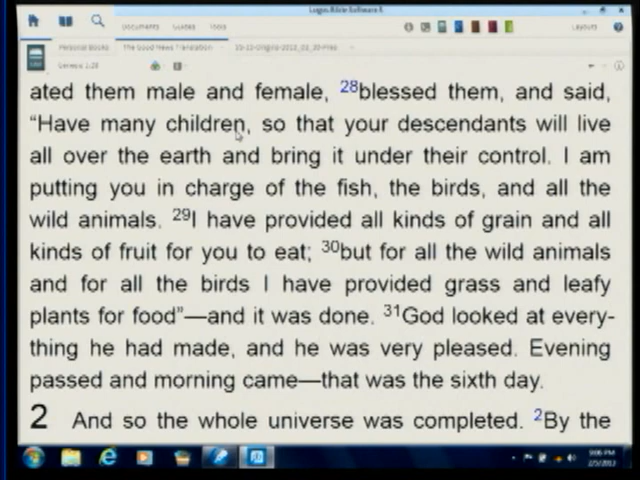 Logos Bible Software 5
Documents Guides Tools Layouts
Personal Books The Good News Translation
Genesis 1:28
ated them male and female, 28blessed them, and said,
“Have many children, so that your descendants will live
all over the earth and bring it under their control. I am
putting you in charge of the fish, the birds, and all the
wild animals. 29I have provided all kinds of grain and all
kinds of fruit for you to eat; 30but for all the wild animals
and for all the birds I have provided grass and leafy
plants for food”—and it was done. 31God looked at every-
thing he had made, and he was very pleased. Evening
passed and morning came—that was the sixth day.
2 And so the whole universe was completed. 2By the
9:06 PM
2/5/2013